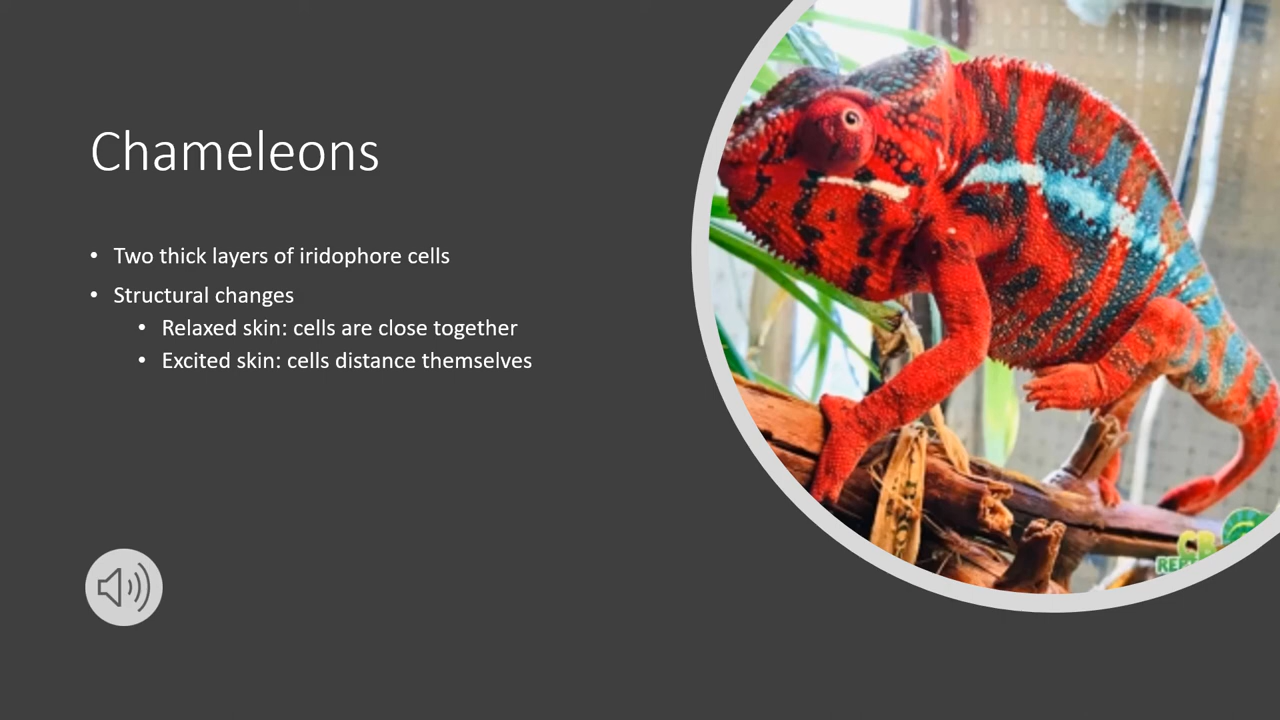 Chameleons
• Two thick layers of iridophore cells
• Structural changes
• Relaxed skin: cells are close together
• Excited skin: cells distance themselves